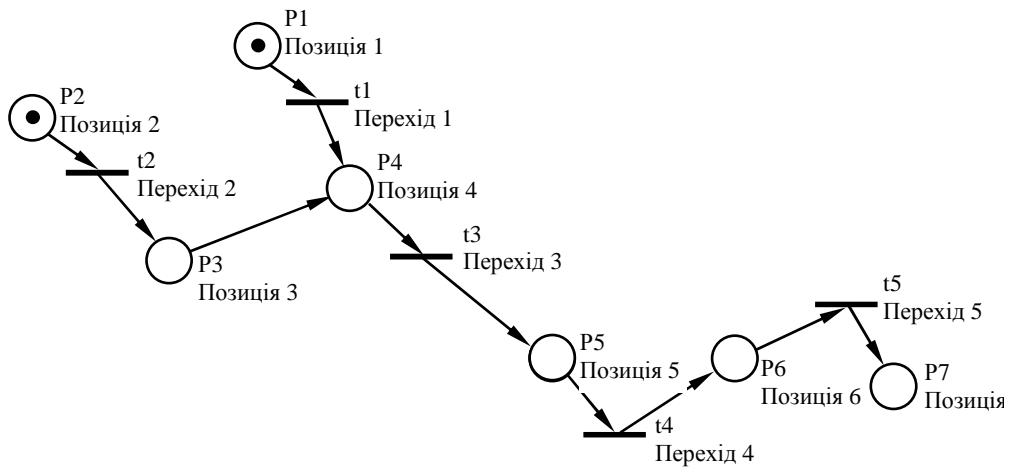 P1
Позиція 1
t1
Перехід 1
P2
Позиція 2
t2
Перехід 2
P4
Позиція 4
P3
Позиція 3
t3
Перехід 3
t5
Перехід 5
P5
Позиція 5
P6
Позиція 6
P7
Позиція
t4
Перехід 4